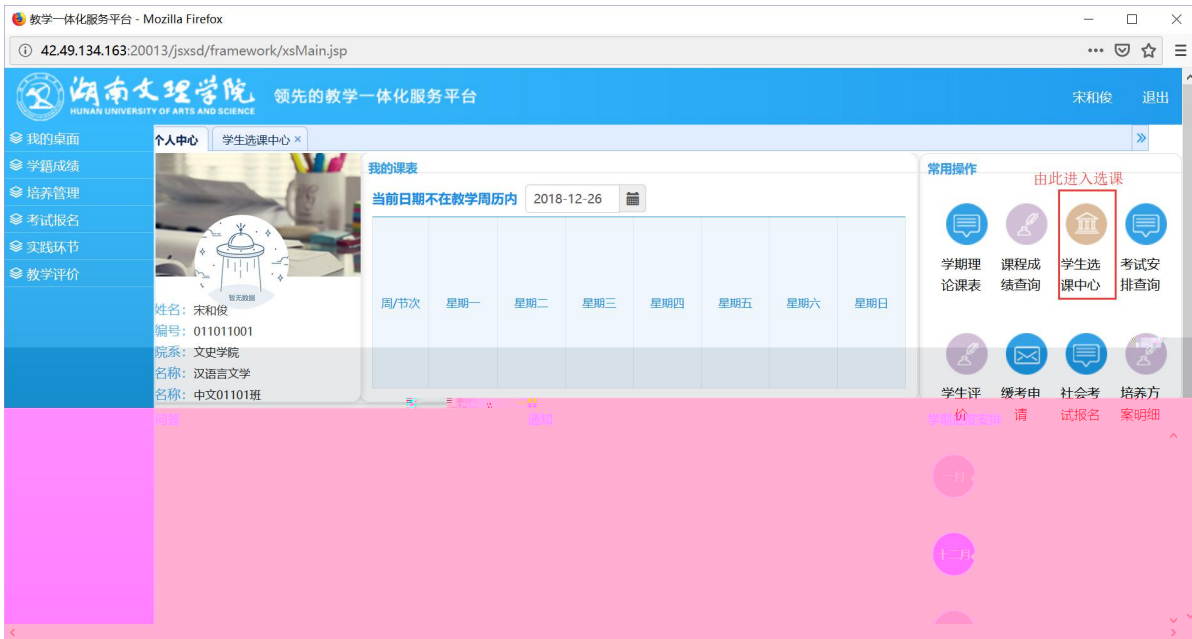 教学一体化服务平台 - Mozilla Firefox
42.49.134.163:20013/jsxsd/framework/xsMain.jsp
湖南文理学院
HUNAN UNIVERSITY OF ARTS AND SCIENCE
领先的教学一体化服务平台
宋和俊 退出
我的桌面
学籍成绩
培养管理
考试报名
实践环节
教学评价
个人中心 学生选课中心 ×
暂无数据
姓名：宋和俊
编号：011011001
院系：文史学院
名称：汉语言文学
名称：中文01101班
我的课表
当前日期不在教学周历内 2018-12-26
周/节次 星期一 星期二 星期三 星期四 星期五 星期六 星期日
常用操作
由此进入选课
学期理论课表
课程成绩查询
学生选课中心
考试安排查询
学生评价
缓考申请
社会考试报名
培养方案明细
问答
通知
一月
十二月